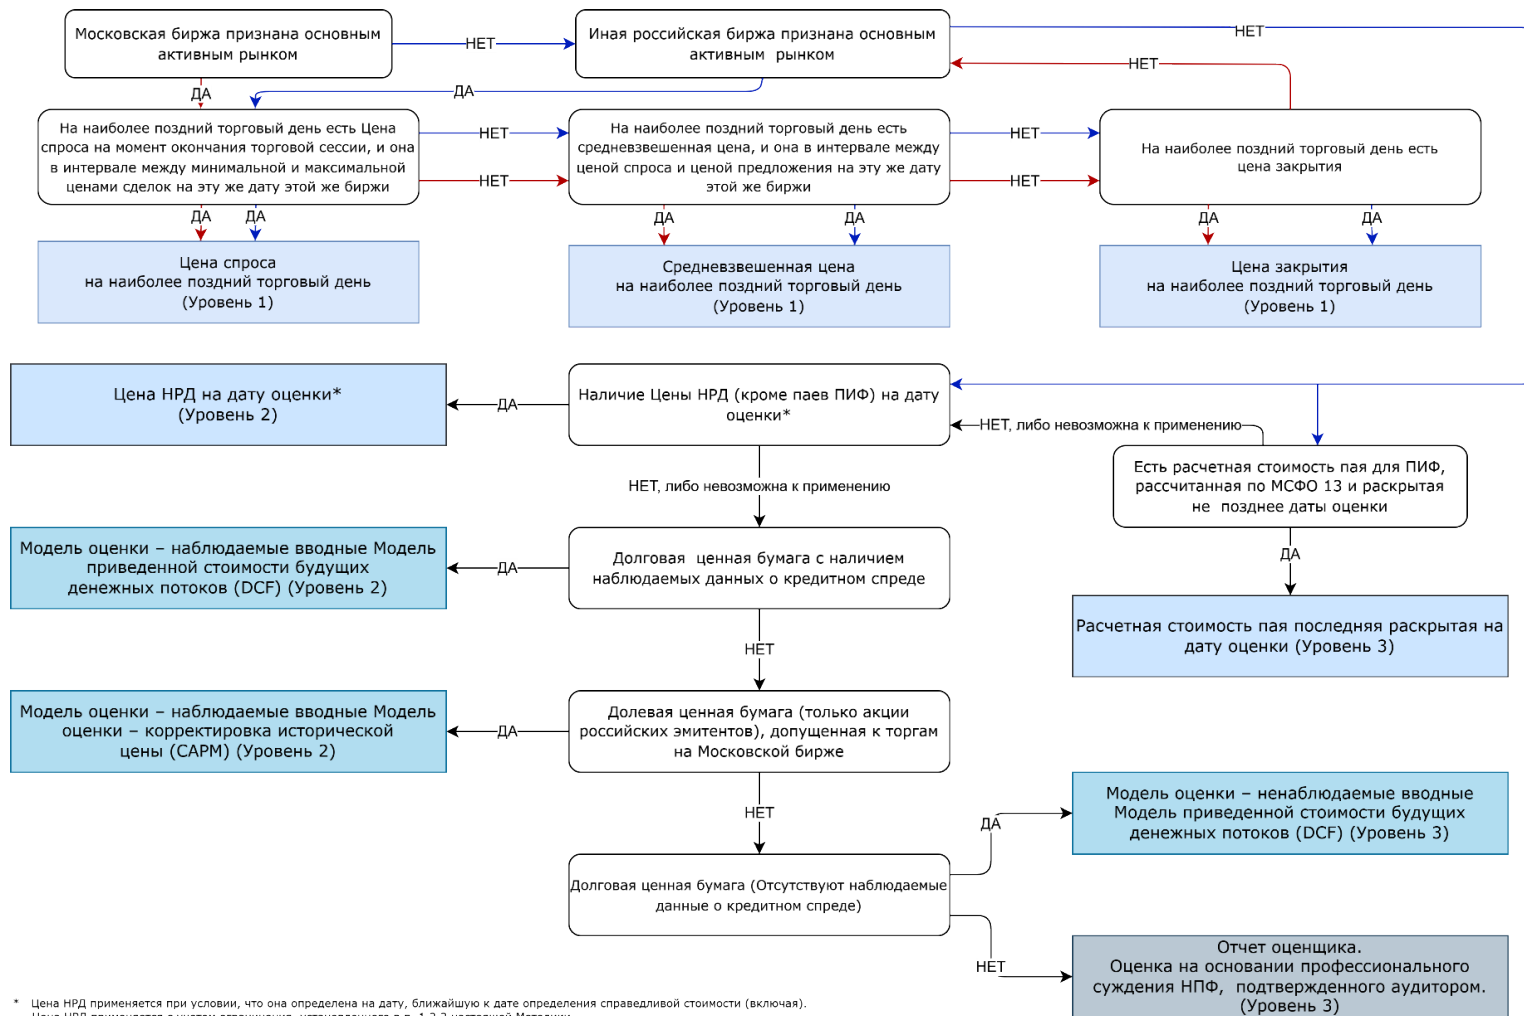 Московская биржа признана основным
активным рынком
НЕТ
Иная российская биржа признана основным
активным рынком
НЕТ
НЕТ
ДА
ДА
На наиболее поздний торговый день есть Цена
спроса на момент окончания торговой сессии, и она
в интервале между минимальной и максимальной
ценами сделок на эту же дату этой же биржи
НЕТ
НЕТ
На наиболее поздний торговый день есть
средневзвешенная цена, и она в интервале между
ценой спроса и ценой предложения на эту же дату
этой же биржи
НЕТ
НЕТ
На наиболее поздний торговый день есть
цена закрытия
ДА
ДА
ДА
ДА
ДА
ДА
Цена спроса
на наиболее поздний торговый день
(Уровень 1)
Средневзвешенная цена
на наиболее поздний торговый день
(Уровень 1)
Цена закрытия
на наиболее поздний торговый день
(Уровень 1)
Цена НРД на дату оценки*
(Уровень 2)
ДА
Наличие Цены НРД (кроме паев ПИФ) на дату
оценки*
НЕТ, либо невозможна к применению
Есть расчетная стоимость пая для ПИФ,
рассчитанная по МСФО 13 и раскрытая
не позднее даты оценки
НЕТ, либо невозможна к применению
ДА
Модель оценки – наблюдаемые вводные Модель
приведенной стоимости будущих
денежных потоков (DCF) (Уровень 2)
ДА
Долговая ценная бумага с наличием
наблюдаемых данных о кредитном спреде
Расчетная стоимость пая последняя раскрытая на
дату оценки (Уровень 3)
НЕТ
Модель оценки – наблюдаемые вводные Модель
оценки – корректировка исторической
цены (CAPM) (Уровень 2)
ДА
Долевая ценная бумага (только акции
российских эмитентов), допущенная к торгам
на Московской бирже
НЕТ
Модель оценки – ненаблюдаемые вводные
Модель приведенной стоимости будущих
денежных потоков (DCF) (Уровень 3)
ДА
Долговая ценная бумага (Отсутствуют наблюдаемые
данные о кредитном спреде)
НЕТ
Отчет оценщика.
Оценка на основании профессионального
суждения НПФ, подтвержденного аудитором.
(Уровень 3)
* Цена НРД применяется при условии, что она определена на дату, ближайшую к дате определения справедливой стоимости (включая).